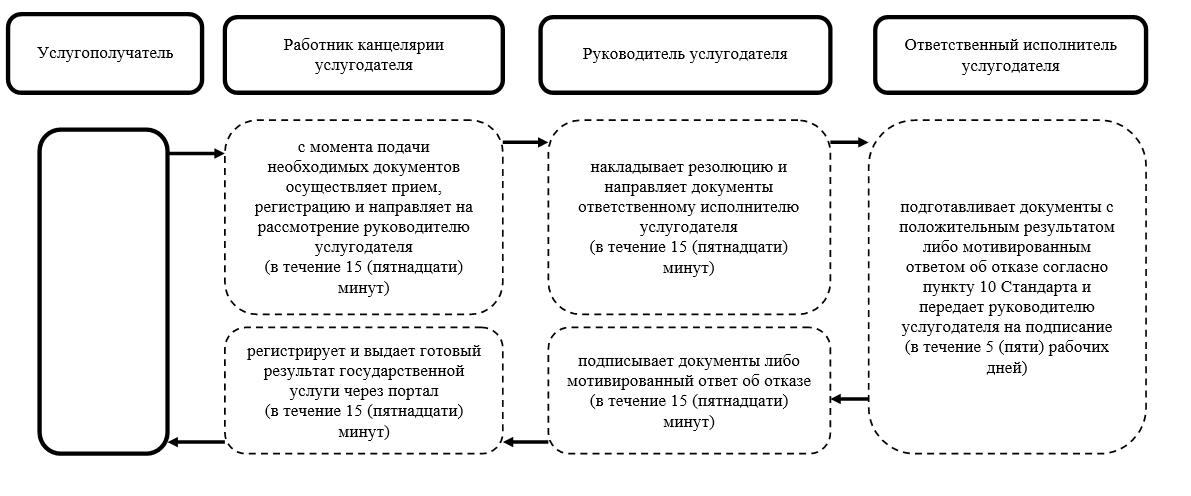 Услугополучатель
Работник канцелярии
услугодателя
Руководитель услугодателя
Ответственный исполнитель
услугодателя
с момента подачи
необходимых документов
осуществляет прием,
регистрацию и направляет на
рассмотрение руководителю
услугодателя
(в течение 15 (пятнадцати)
минут)
накладывает резолюцию и
направляет документы
ответственному исполнителю
услугодателя
(в течение 15 (пятнадцати)
минут)
подготавливает документы с
положительным результатом
либо мотивированным
ответом об отказе согласно
пункту 10 Стандарта и
передает руководителю
услугодателя на подписание
(в течение 5 (пяти) рабочих
дней)
регистрирует и выдает готовый
результат государственной
услуги через портал
(в течение 15 (пятнадцати)
минут)
подписывает документы либо
мотивированный ответ об отказе
(в течение 15 (пятнадцати)
минут)